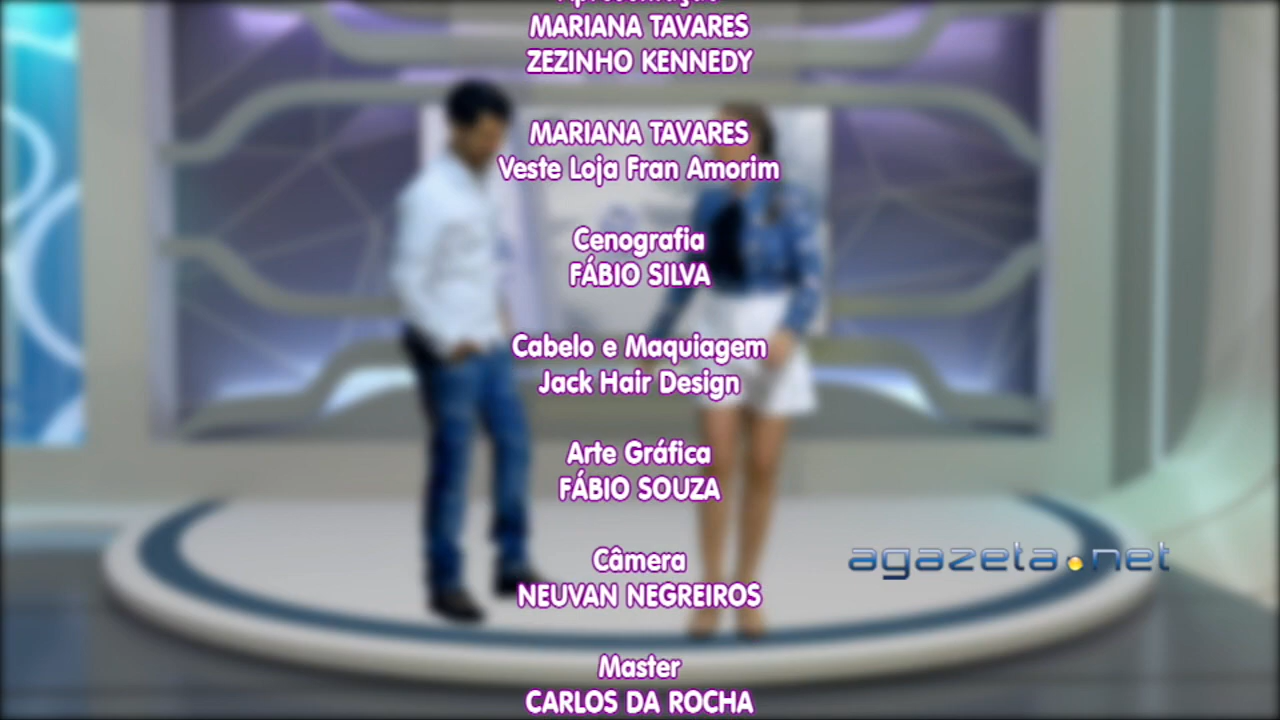 MARIANA TAVARES
ZEZINHO KENNEDY
MARIANA TAVARES
Veste Loja Fran Amorim
Cenografia
FÁBIO SILVA
Cabelo e Maquiagem
Jack Hair Design
Arte Gráfica
FÁBIO SOUZA
Câmera
NEUVAN NEGREIROS
agazeta.net
Master
CARLOS DA ROCHA